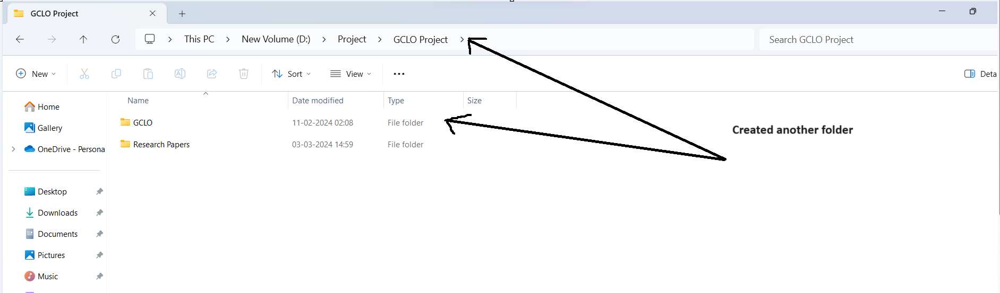 GCLO Project
This PC > New Volume (D:) > Project > GCLO Project >
Search GCLO Project
New
Sort
View
Deta
Name
Date modified
Type
Size
Home
Gallery
OneDrive - Persona
Desktop
Downloads
Documents
Pictures
Music
GCLO 11-02-2024 02:08 File folder
Research Papers 03-03-2024 14:59 File folder
Created another folder